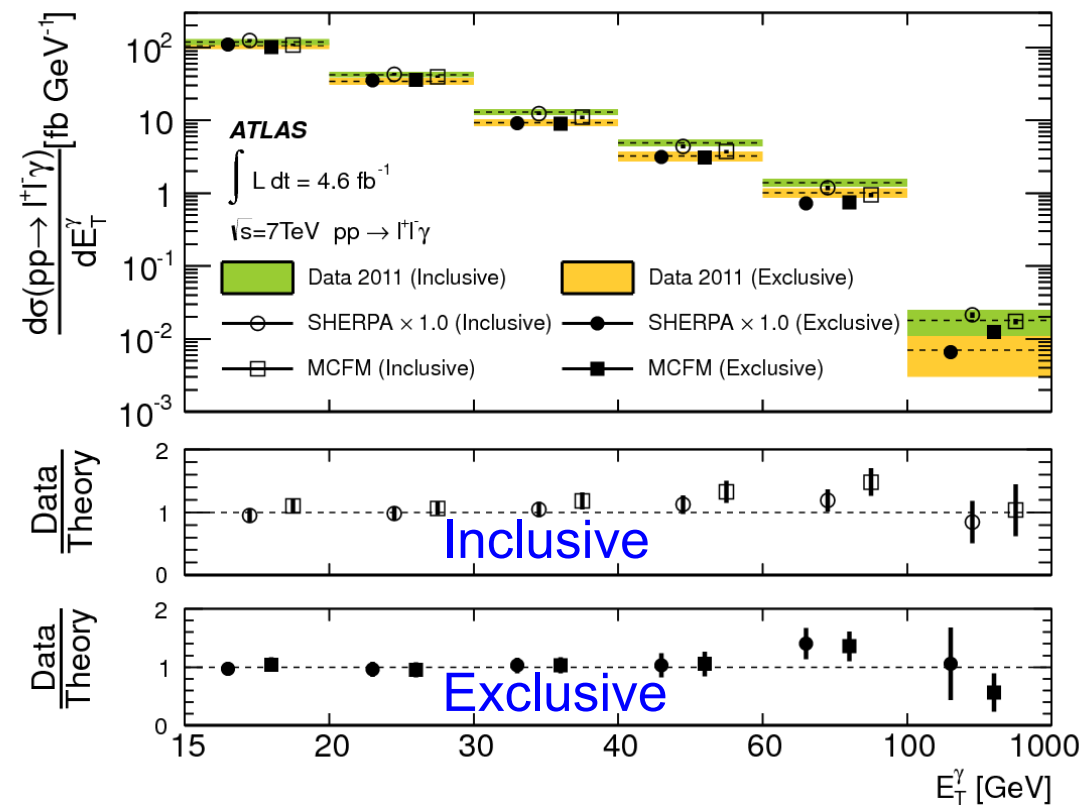 dσ(pp→ l⁺l⁻γ)
dE_T^γ
[fb GeV⁻¹]
10²
10
1
10⁻¹
10⁻²
10⁻³
ATLAS
∫ L dt = 4.6 fb⁻¹
√s=7TeV pp → l⁺l⁻γ
Data 2011 (Inclusive) Data 2011 (Exclusive)
SHERPA × 1.0 (Inclusive) SHERPA × 1.0 (Exclusive)
MCFM (Inclusive) MCFM (Exclusive)
Data
Theory
2
1
0
Inclusive
Data
Theory
2
1
0
Exclusive
15 20 30 40 60 100 1000
E_T^γ [GeV]